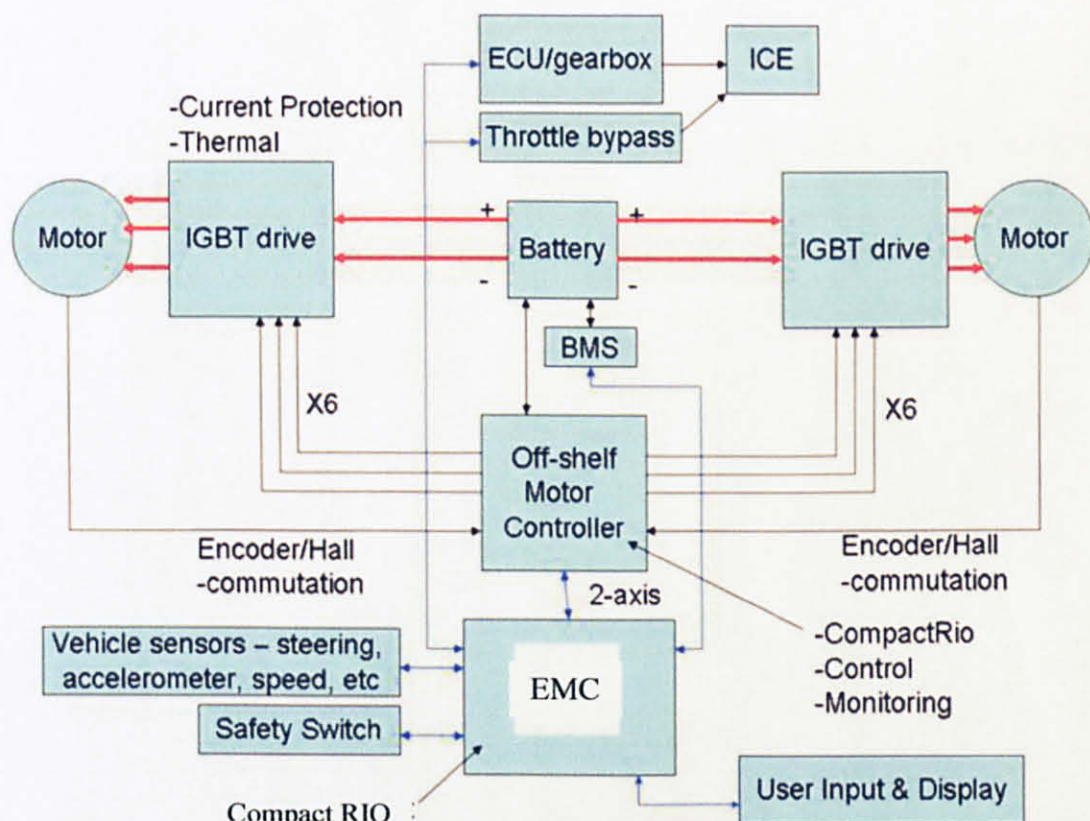 ECU/gearbox
ICE
-Current Protection
-Thermal
Throttle bypass
Motor
IGBT drive
+
Battery
+
IGBT drive
Motor
-
-
BMS
X6
X6
Off-shelf
Motor
Controller
Encoder/Hall
-commutation
Encoder/Hall
-commutation
2-axis
Vehicle sensors – steering,
accelerometer, speed, etc
EMC
-CompactRio
-Control
-Monitoring
Safety Switch
User Input & Display
Compact RIO :